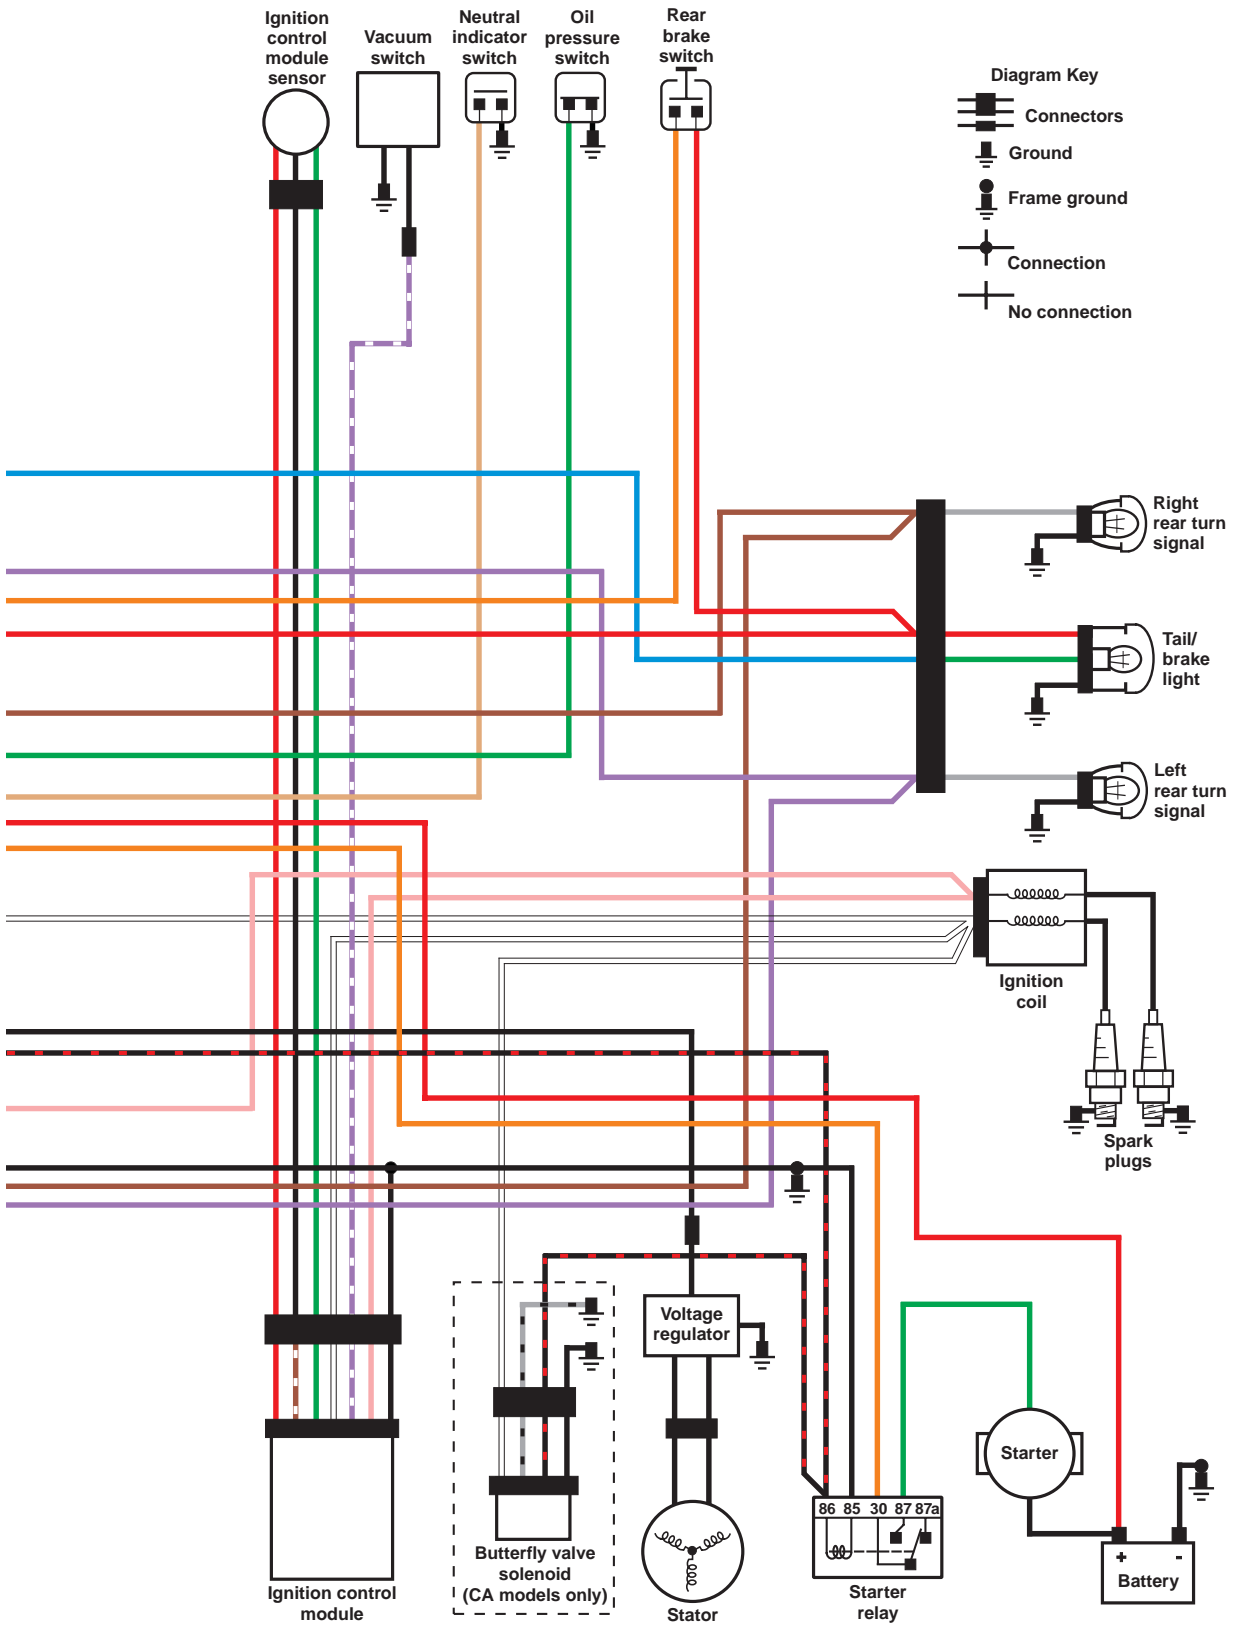 Ignition
control
module
sensor
Vacuum
switch
Neutral
indicator
switch
Oil
pressure
switch
Rear
brake
switch
Diagram Key
Connectors
Ground
Frame ground
Connection
No connection
Right
rear turn
signal
Tail/
brake
light
Left
rear turn
signal
Ignition
coil
Spark
plugs
Voltage
regulator
Starter
86 85 30 87 87a
+ -
Battery
Butterfly valve
solenoid
(CA models only)
Ignition control
module
Stator
Starter
relay